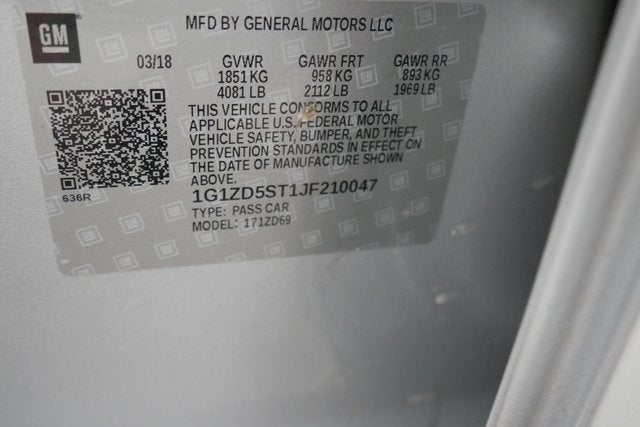 GM
MFD BY GENERAL MOTORS LLC
03/18 GVWR GAWR FRT GAWR RR
1851 KG 958 KG 893 KG
4081 LB 2112 LB 1969 LB
THIS VEHICLE CONFORMS TO ALL
APPLICABLE U.S. FEDERAL MOTOR
VEHICLE SAFETY, BUMPER, AND THEFT
PREVENTION STANDARDS IN EFFECT ON
THE DATE OF MANUFACTURE SHOWN
ABOVE.
636R
1G1ZD5ST1JF210047
TYPE: PASS CAR
MODEL: 171ZD69